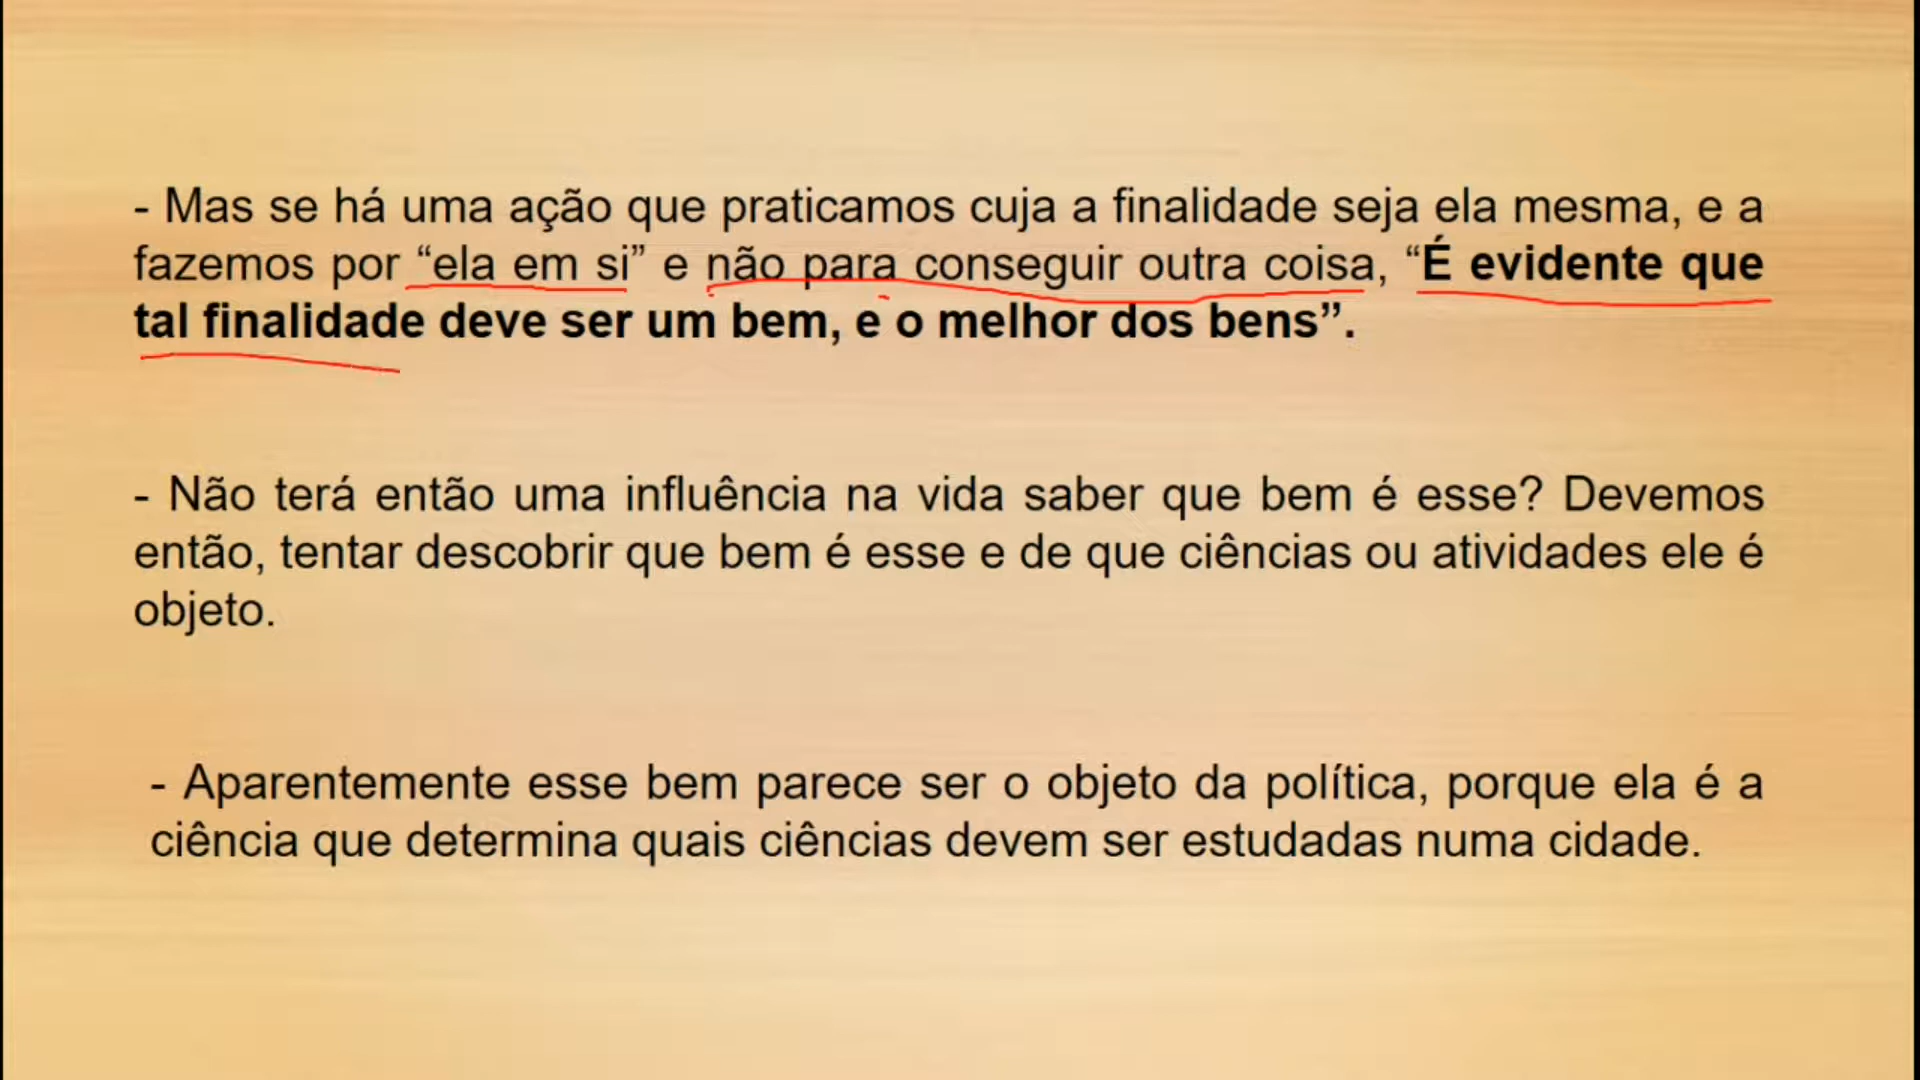 - Mas se há uma ação que praticamos cuja a finalidade seja ela mesma, e a
fazemos por “ela em si” e não para conseguir outra coisa, “É evidente que
tal finalidade deve ser um bem, e o melhor dos bens”.
- Não terá então uma influência na vida saber que bem é esse? Devemos
então, tentar descobrir que bem é esse e de que ciências ou atividades ele é
objeto.
- Aparentemente esse bem parece ser o objeto da política, porque ela é a
ciência que determina quais ciências devem ser estudadas numa cidade.